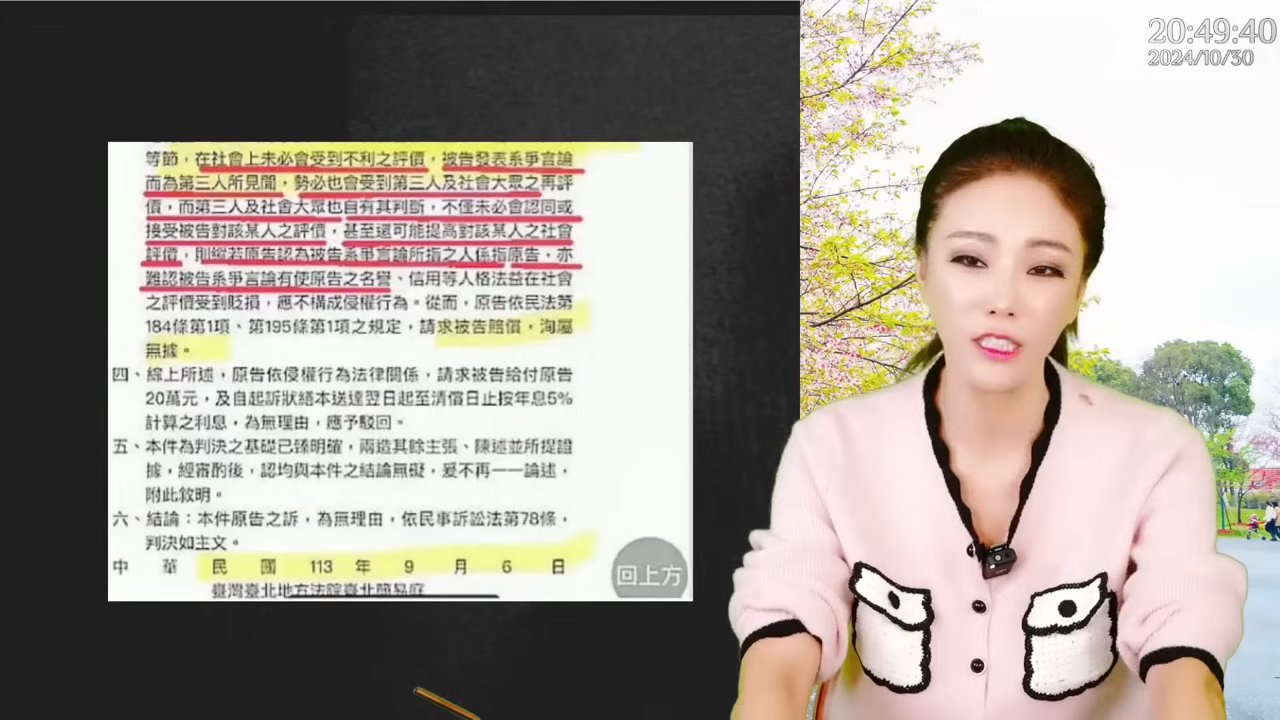 20:49:40
2024/10/30
等節，在社會上未必會受到不利之評價，被告發表系爭言論
而為第三人所見聞，勢必也會受到第三人及社會大眾之再評
價，而第三人及社會大眾也自有其判斷，不僅未必會認同或
接受被告對該某人之評價，甚至還可能提高對該某人之社會
評價，則縱若原告認為被告系爭言論所指之人係指原告，亦
難認被告系爭言論有使原告之名譽、信用等人格法益在社會
之評價受到貶損，應不構成侵權行為。從而，原告依民法第
184條第1項、第195條第1項之規定，請求被告賠償，洵屬
無據。
四、綜上所述，原告依侵權行為法律關係，請求被告給付原告
20萬元，及自起訴狀繕本送達翌日起至清償日止按年息5%
計算之利息，為無理由，應予駁回。
五、本件為判決之基礎已臻明確，兩造其餘主張、陳述並所提證
據，經審酌後，認均與本件之結論無礙，爰不再一一論述，
附此敘明。
六、結論：本件原告之訴，為無理由，依民事訴訟法第78條，
判決如主文。
中 華 民 國 113 年 9 月 6 日
臺灣臺北地方法院臺北簡易庭
回上方